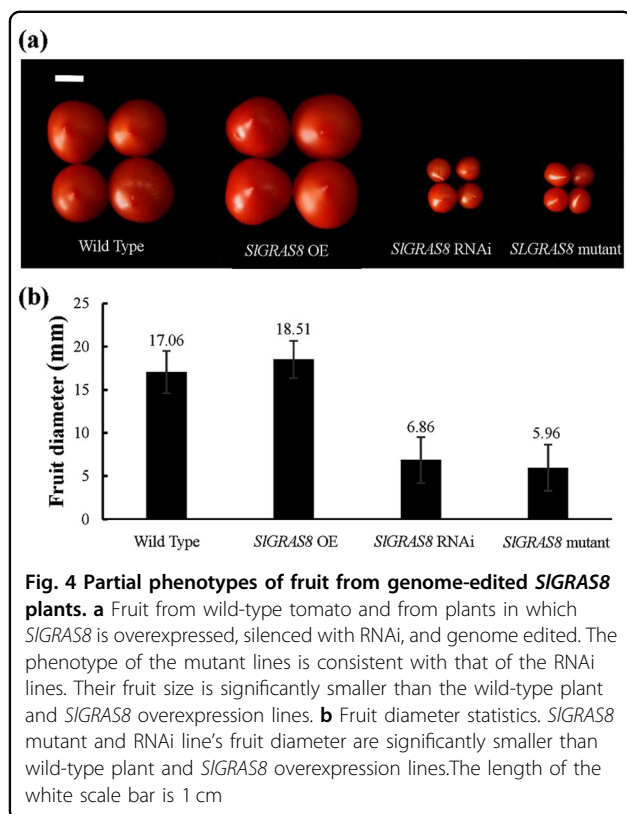 (a)
Wild Type
SlGRAS8 OE
SlGRAS8 RNAi
SLGRAS8 mutant
(b)
Fruit diameter (mm)
25
20
15
10
5
0
17.06
18.51
6.86
5.96
Wild Type
SlGRAS8 OE
SlGRAS8 RNAi
SlGRAS8 mutant
Fig. 4 Partial phenotypes of fruit from genome-edited SlGRAS8
plants. a Fruit from wild-type tomato and from plants in which
SlGRAS8 is overexpressed, silenced with RNAi, and genome edited. The
phenotype of the mutant lines is consistent with that of the RNAi
lines. Their fruit size is significantly smaller than the wild-type plant
and SlGRAS8 overexpression lines. b Fruit diameter statistics. SlGRAS8
mutant and RNAi line's fruit diameter are significantly smaller than
wild-type plant and SlGRAS8 overexpression lines.The length of the
white scale bar is 1 cm